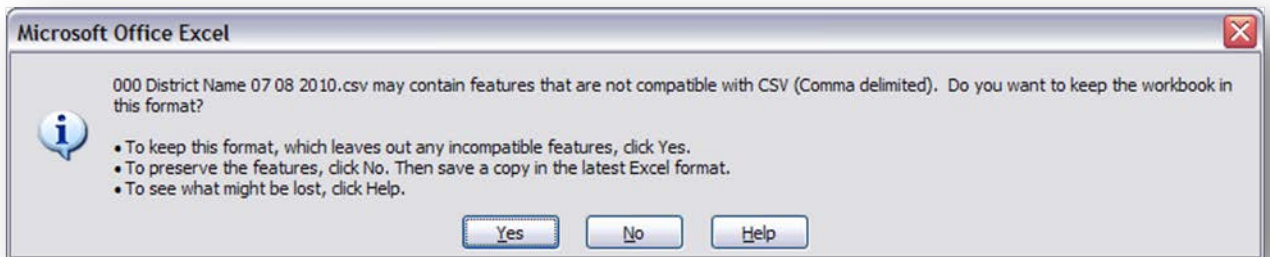 Microsoft Office Excel
000 District Name 07 08 2010.csv may contain features that are not compatible with CSV (Comma delimited).  Do you want to keep the workbook in
this format?
• To keep this format, which leaves out any incompatible features, click Yes.
• To preserve the features, click No. Then save a copy in the latest Excel format.
• To see what might be lost, click Help.
Yes No Help